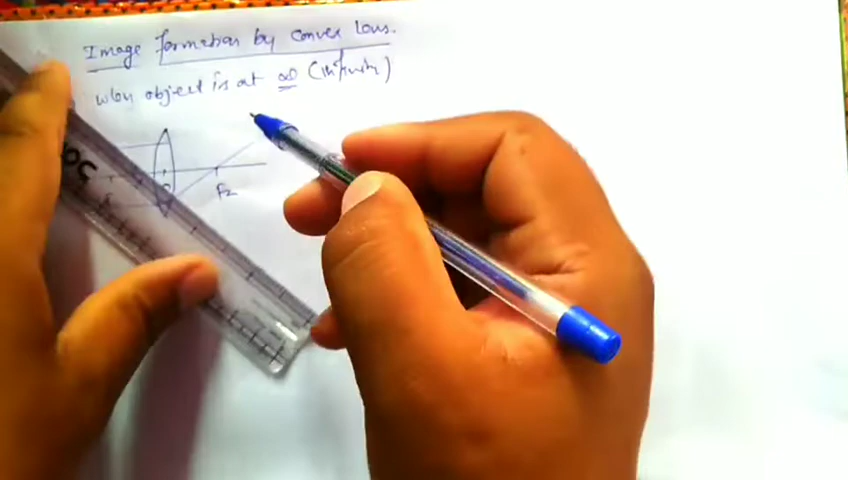 Image formation by convex lens.
when object is at ∞ (infinity)
F2